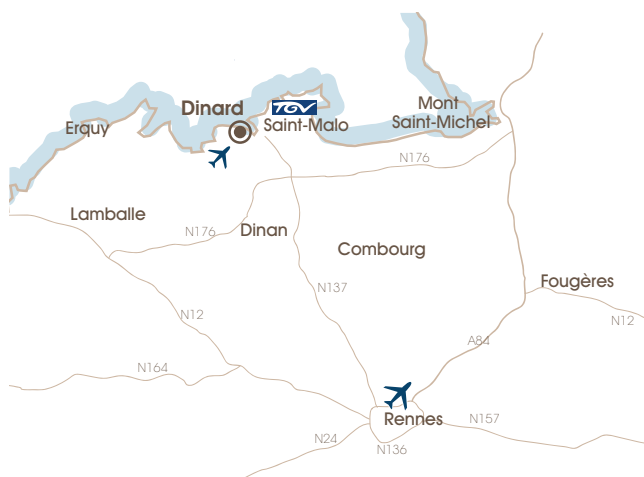 Dinard
TGV
Saint-Malo
Mont
Saint-Michel
Erquy
N176
Lamballe
N176
Dinan
Combourg
Fougères
N137
N12
N12
A84
N164
Rennes
N157
N24
N136